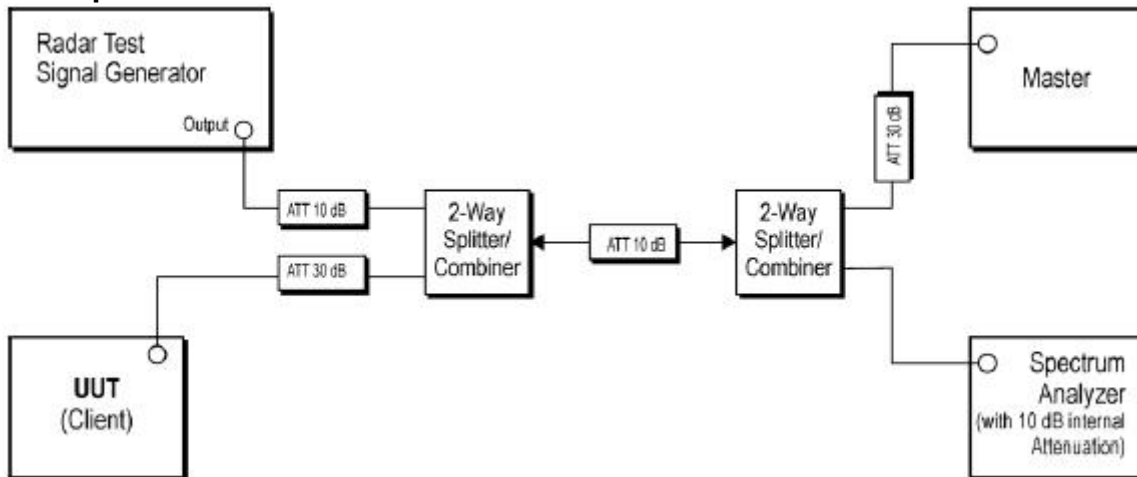 Radar Test
Signal Generator
Output
ATT 10 dB
ATT 30 dB
2-Way
Splitter/
Combiner
ATT 10 dB
2-Way
Splitter/
Combiner
ATT 30 dB
Master
UUT
(Client)
Spectrum
Analyzer
(with 10 dB internal
Attenuation)